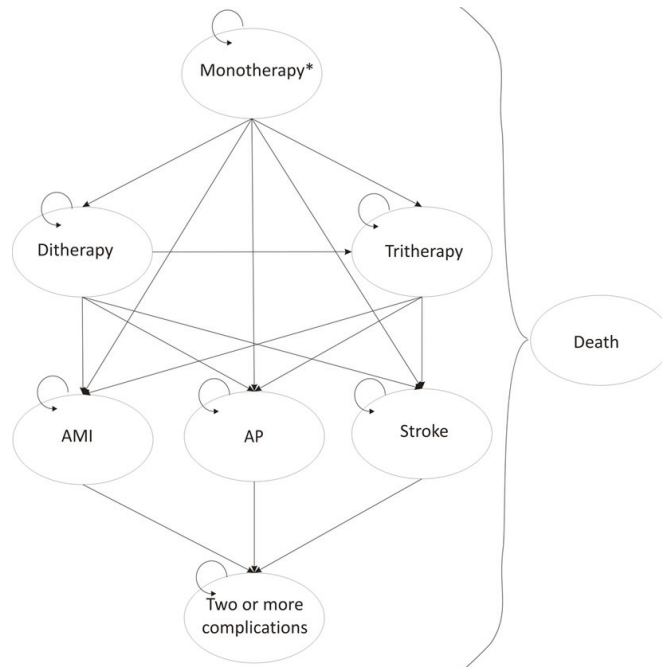 Monotherapy*
Ditherapy
Tritherapy
Death
AMI
AP
Stroke
Two or more
complications